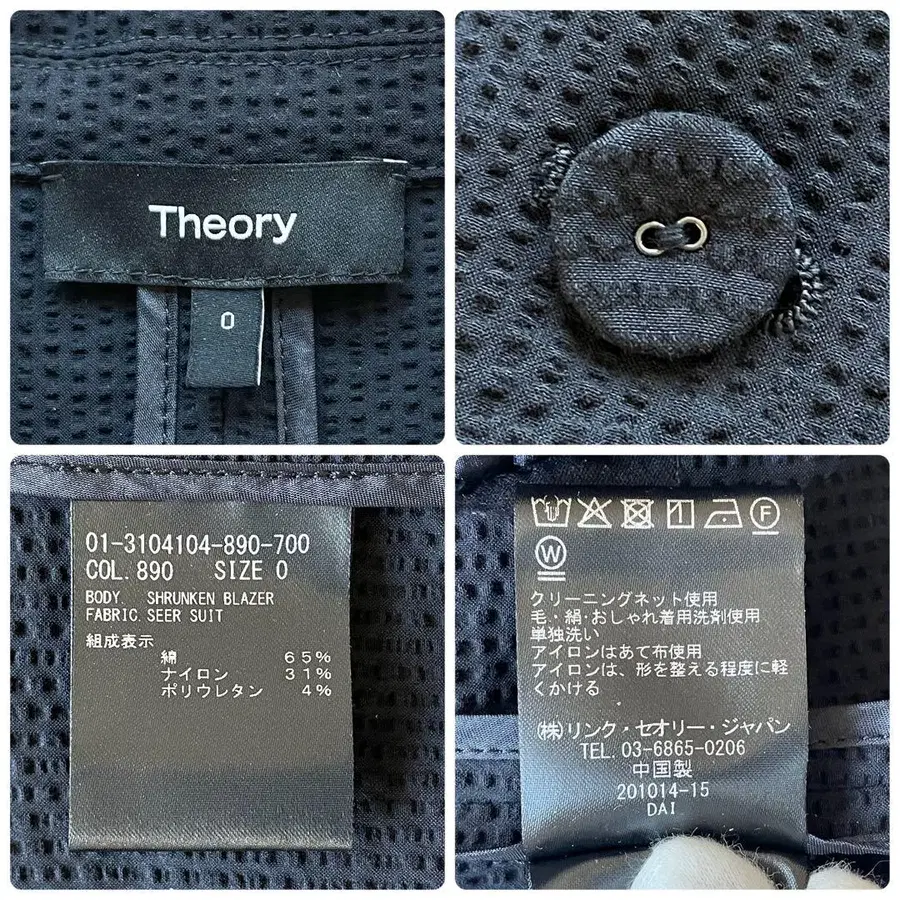 Theory
0
01-3104104-890-700
COL. 890 SIZE 0
BODY. SHRUNKEN BLAZER
FABRIC. SEER SUIT
組成表示
綿 65%
ナイロン 31%
ポリウレタン 4%
F
W
クリーニングネット使用
毛・絹・おしゃれ着用洗剤使用
単独洗い
アイロンはあて布使用
アイロンは、形を整える程度に軽
くかける
(株)リンク・セオリー・ジャパン
TEL. 03-6865-0206
中国製
201014-15
DAI